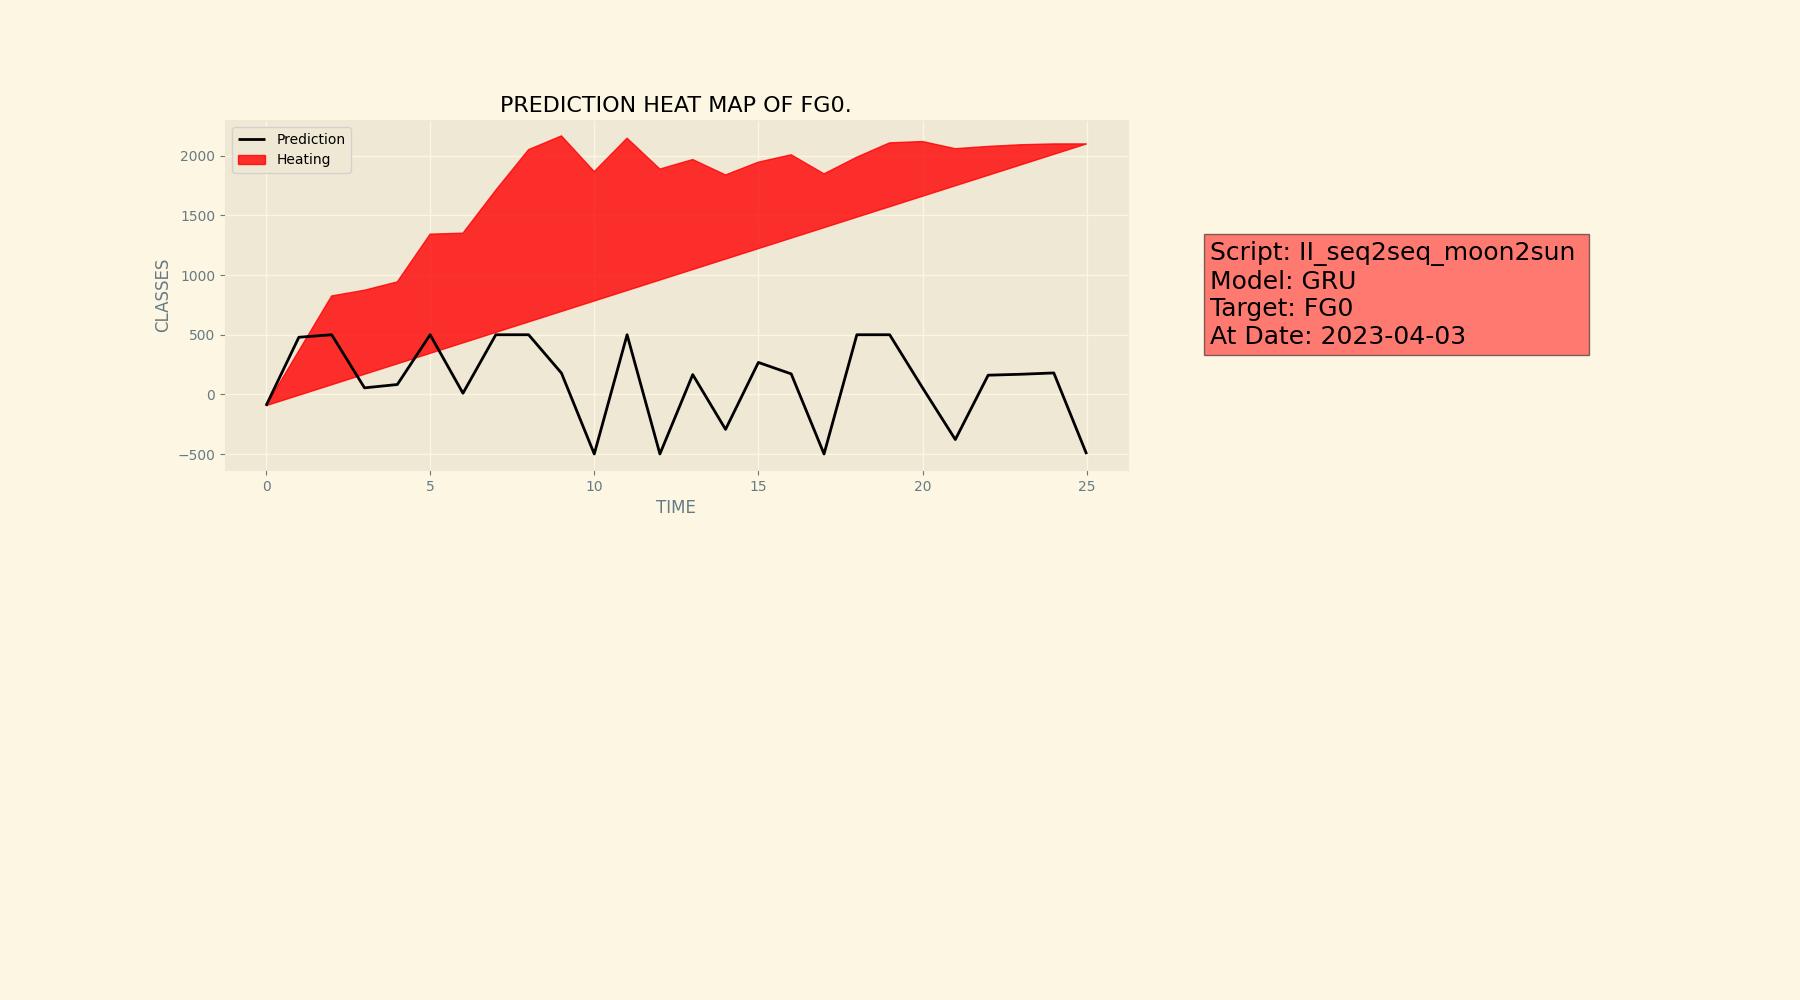 PREDICTION HEAT MAP OF FG0.
Prediction
Heating
2000
1500
1000
500
0
−500
CLASSES
0 5 10 15 20 25
TIME
Script: II_seq2seq_moon2sun
Model: GRU
Target: FG0
At Date: 2023-04-03